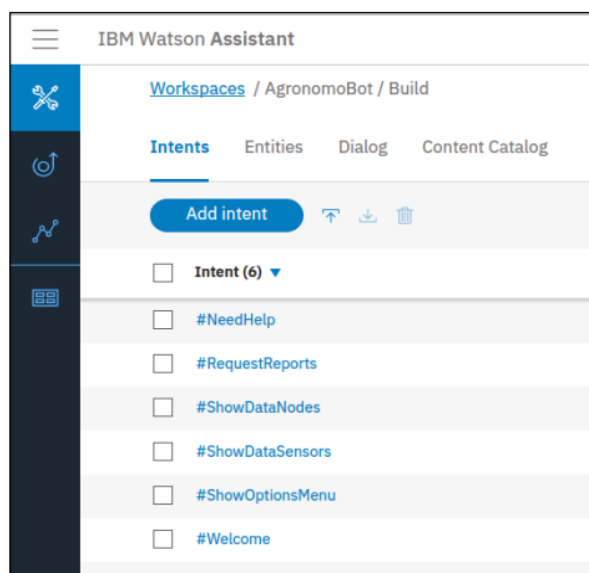 IBM Watson Assistant
Workspaces / AgronomoBot / Build
Intents Entities Dialog Content Catalog
Add intent
Intent (6)
#NeedHelp
#RequestReports
#ShowDataNodes
#ShowDataSensors
#ShowOptionsMenu
#Welcome